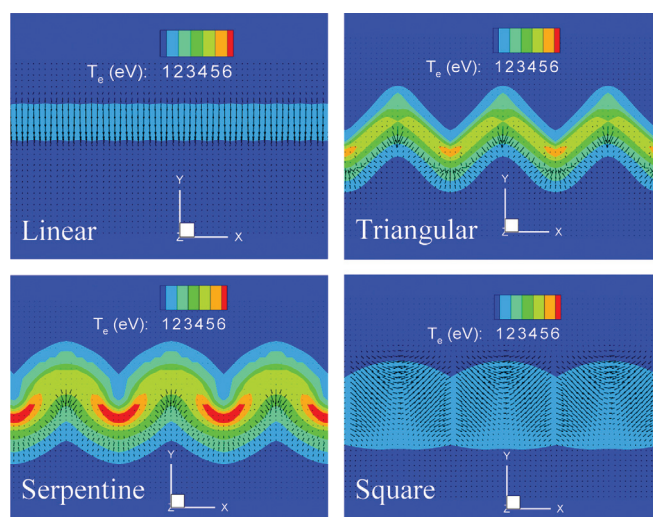 Te (eV): 123456
Y
Z X
Linear
Te (eV): 123456
Y
Z X
Triangular
Te (eV): 123456
Y
Z X
Serpentine
Te (eV): 123456
Y
Z X
Square